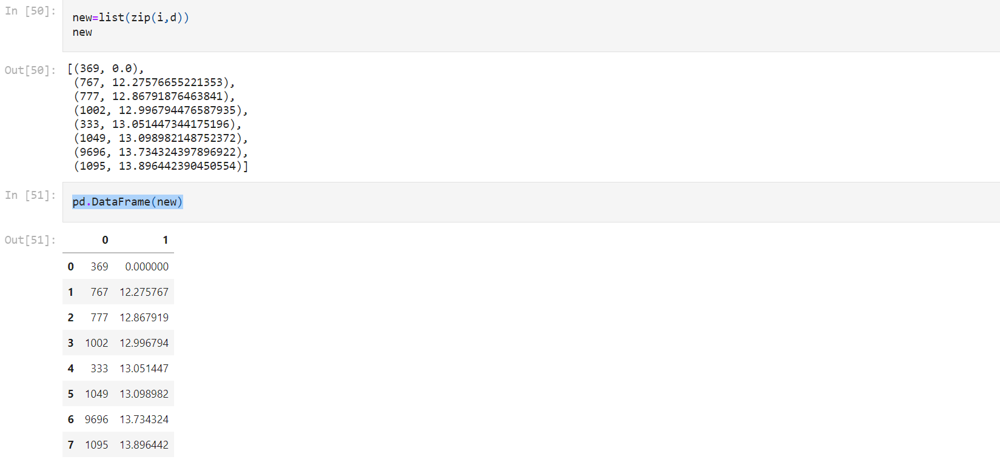 In [50]:
new=list(zip(i,d))
new
Out[50]:
[(369, 0.0),
(767, 12.27576655221353),
(777, 12.86791876463841),
(1002, 12.996794476587935),
(333, 13.051447344175196),
(1049, 13.098982148752372),
(9696, 13.734324397896922),
(1095, 13.896442390450554)]
In [51]:
pd.DataFrame(new)
Out[51]:
0 1
0 369 0.000000
1 767 12.275767
2 777 12.867919
3 1002 12.996794
4 333 13.051447
5 1049 13.098982
6 9696 13.734324
7 1095 13.896442